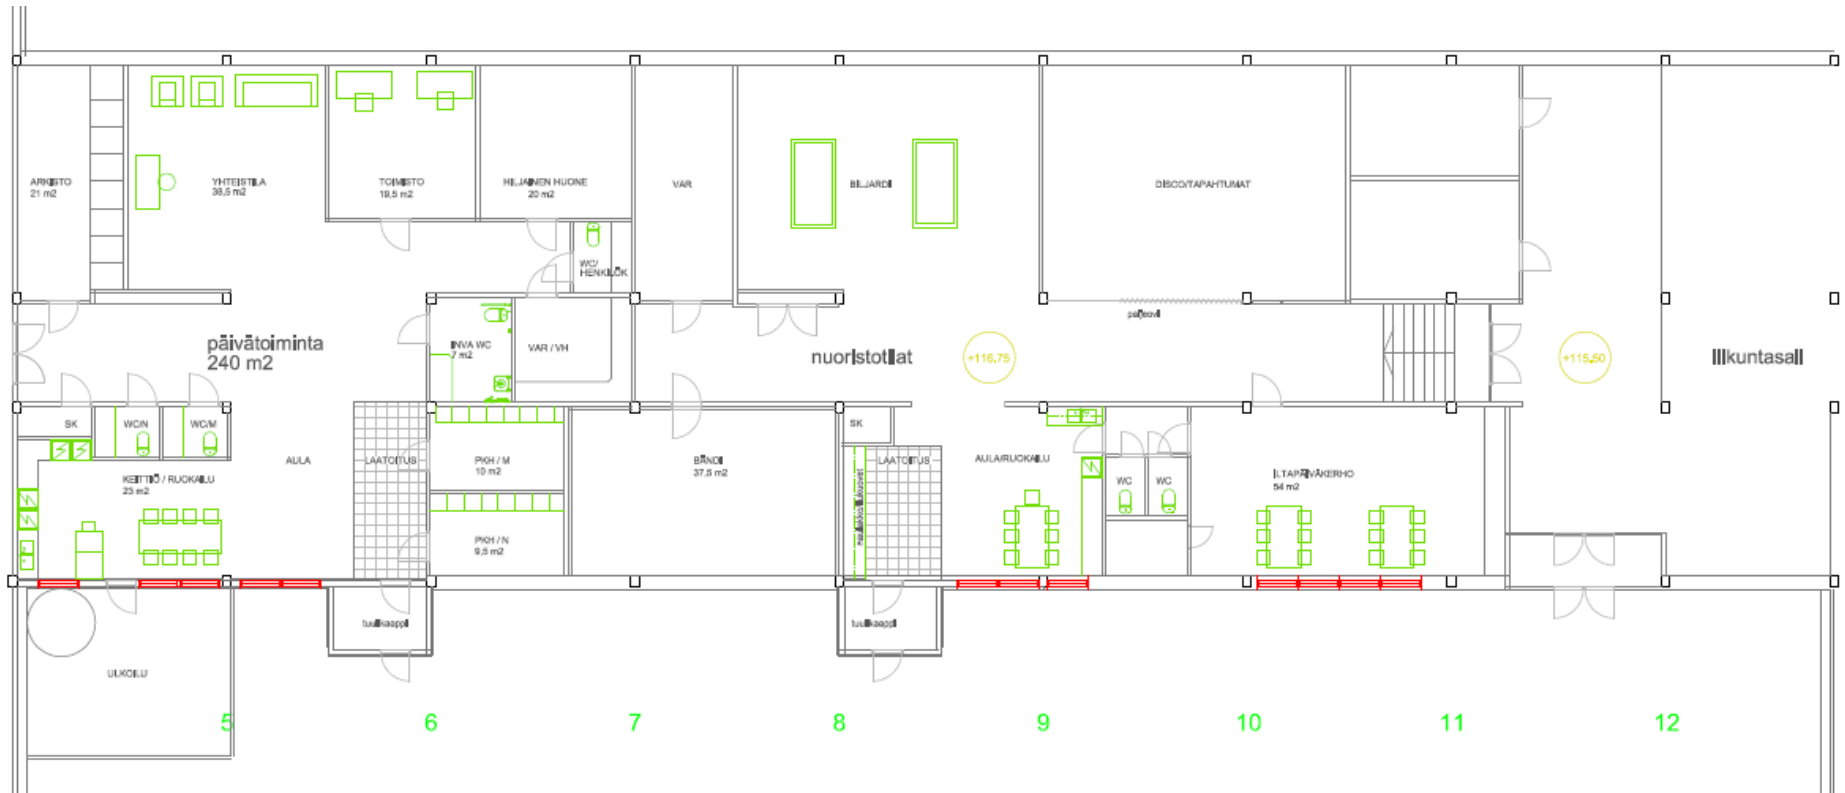 ARKISTO
21 m2
YHTEISTILA
38,5 m2
TOIMISTO
19,5 m2
HILJAINEN HUONE
20 m2
VAR
BILJARDI
DISCO/TAPAHTUMAT
WC/
HENKILÖK
päivätoiminta
240 m2
INVA WC
7 m2
VAR / VH
nuorisotilat
+116,75
paljeovi
+115,50
liikuntasali
SK
WC/N
WC/M
AULA
LAATOITUS
PKH / M
10 m2
BÄNDI
37,5 m2
SK
LAATOITUS
AULA/RUOKAILU
WC
WC
ILTAPÄIVÄKERHO
54 m2
KEITTIÖ / RUOKAILU
23 m2
PKH / N
9,5 m2
tuulikaappi
tuulikaappi
ULKOILU
5
6
7
8
9
10
11
12